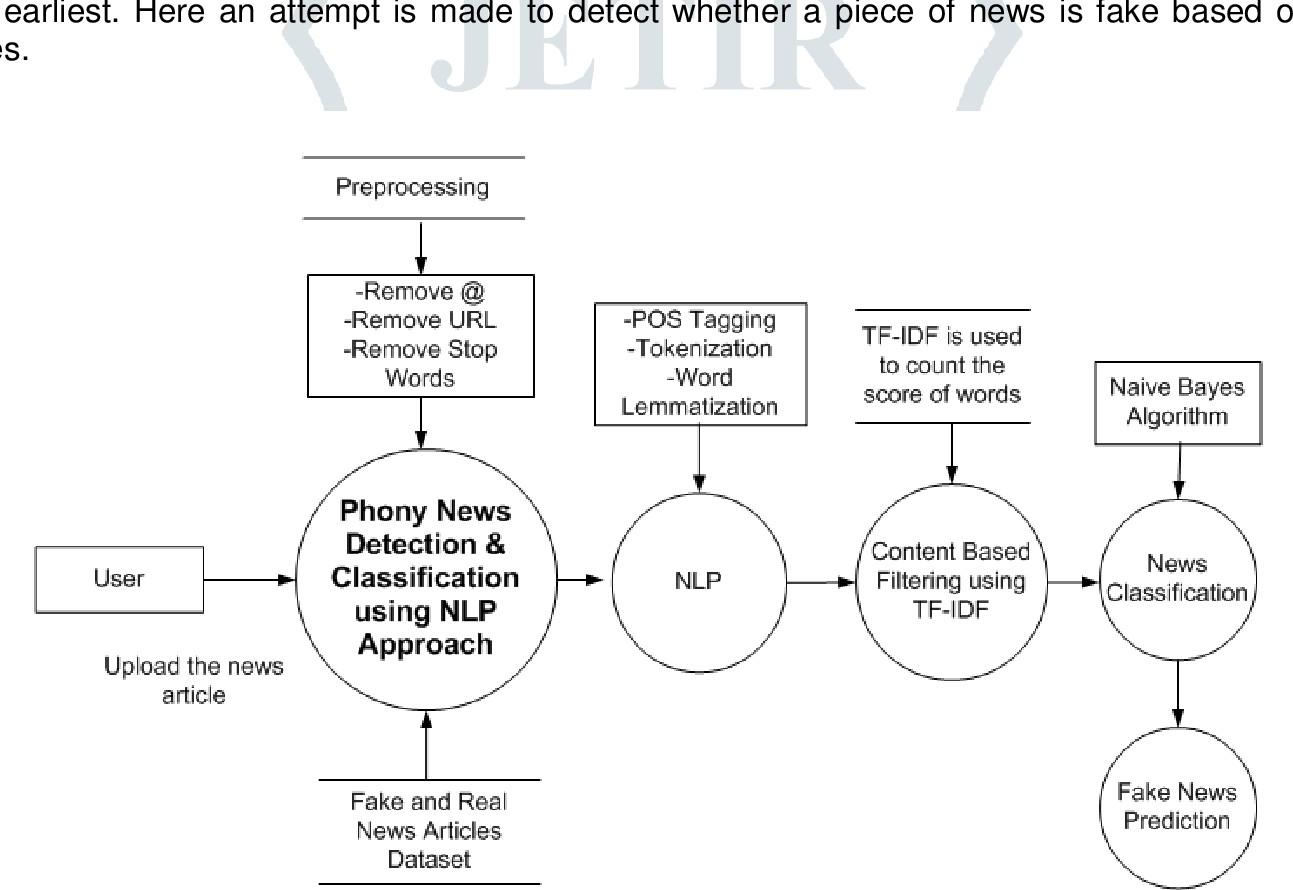 earliest. Here an attempt is made to detect whether a piece of news is fake based o
es.
JETIR
Preprocessing
-Remove @
-Remove URL
-Remove Stop
Words
-POS Tagging
-Tokenization
-Word
Lemmatization
TF-IDF is used
to count the
score of words
Naive Bayes
Algorithm
User
Upload the news
article
Phony News
Detection &
Classification
using NLP
Approach
NLP
Content Based
Filtering using
TF-IDF
News
Classification
Fake and Real
News Articles
Dataset
Fake News
Prediction